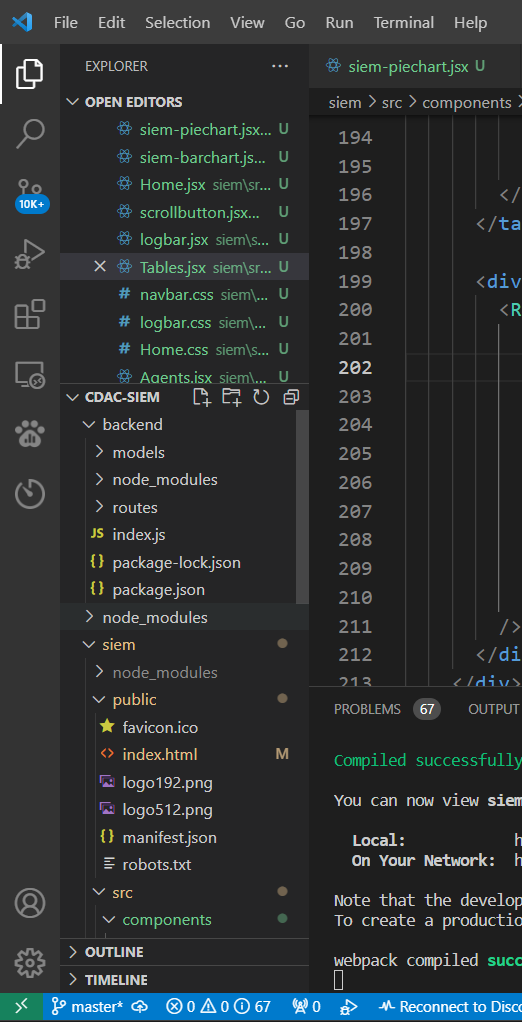 File Edit Selection View Go Run Terminal Help
EXPLORER ···
siem-piechart.jsx U
OPEN EDITORS
siem > src > components >
siem-piechart.jsx... U
siem-barchart.js... U
Home.jsx siem\sr... U
scrollbutton.jsx... U
logbar.jsx siem\s... U
Tables.jsx siem\sr... U
# navbar.css siem\... U
# logbar.css siem\... U
# Home.css siem\... U
Agents.jsx siem\... U
CDAC-SIEM
backend
models
node_modules
routes
JS index.js
{} package-lock.json
{} package.json
node_modules
siem
node_modules
public
favicon.ico
<> index.html M
logo192.png
logo512.png
{} manifest.json
robots.txt
src
components
OUTLINE
TIMELINE
10K+
194
195
196 </
197 </ta
198
199 <div
200 <R
201
202
203
204
205
206
207
208
209
210
211 />
212 </di
213 </div>
PROBLEMS 67 OUTPUT
Compiled successfully
You can now view siem
Local: h
On Your Network: h
Note that the develop
To create a productio
webpack compiled succ
master* 0 0 67 0 Reconnect to Disco